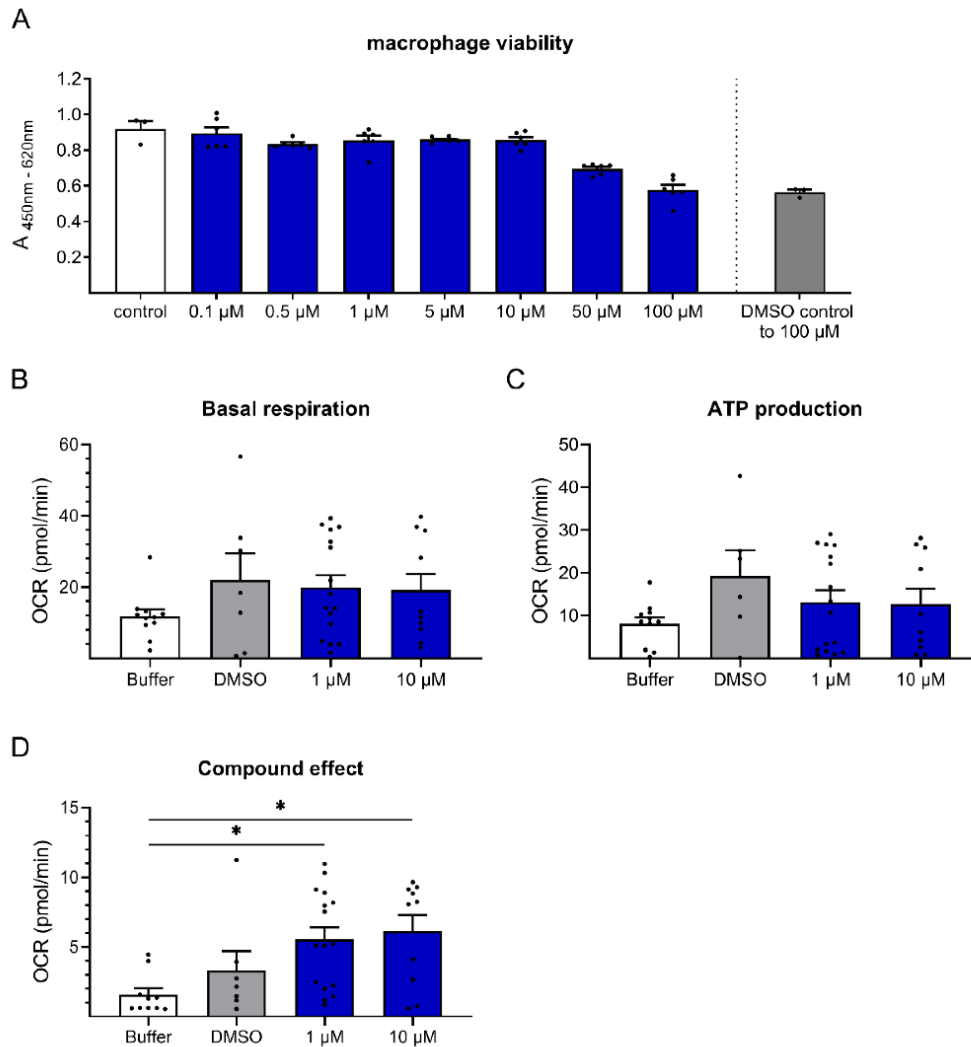 A
macrophage viability
A 450nm - 620nm
1.2
1.0
0.8
0.6
0.4
0.2
control 0.1 µM 0.5 µM 1 µM 5 µM 10 µM 50 µM 100 µM DMSO control
to 100 µM
B
Basal respiration
OCR (pmol/min)
60
40
20
Buffer DMSO 1 µM 10 µM
C
ATP production
OCR (pmol/min)
50
40
30
20
10
Buffer DMSO 1 µM 10 µM
D
Compound effect
OCR (pmol/min)
15
10
5
*
*
Buffer DMSO 1 µM 10 µM